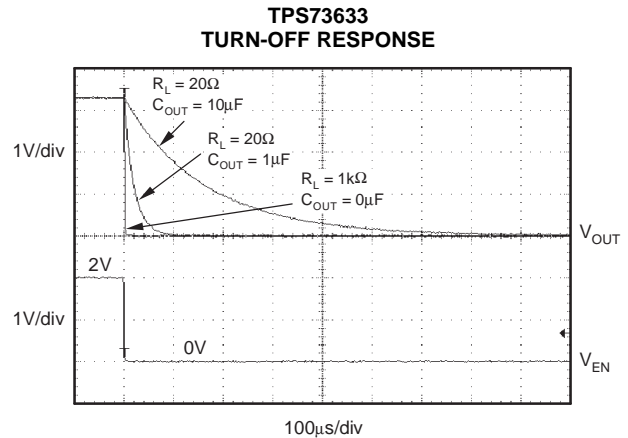 TPS73633
TURN-OFF RESPONSE
R_L = 20Ω
C_OUT = 10μF
R_L = 20Ω
C_OUT = 1μF
R_L = 1kΩ
C_OUT = 0μF
1V/div
V_OUT
2V
1V/div
0V
V_EN
100μs/div